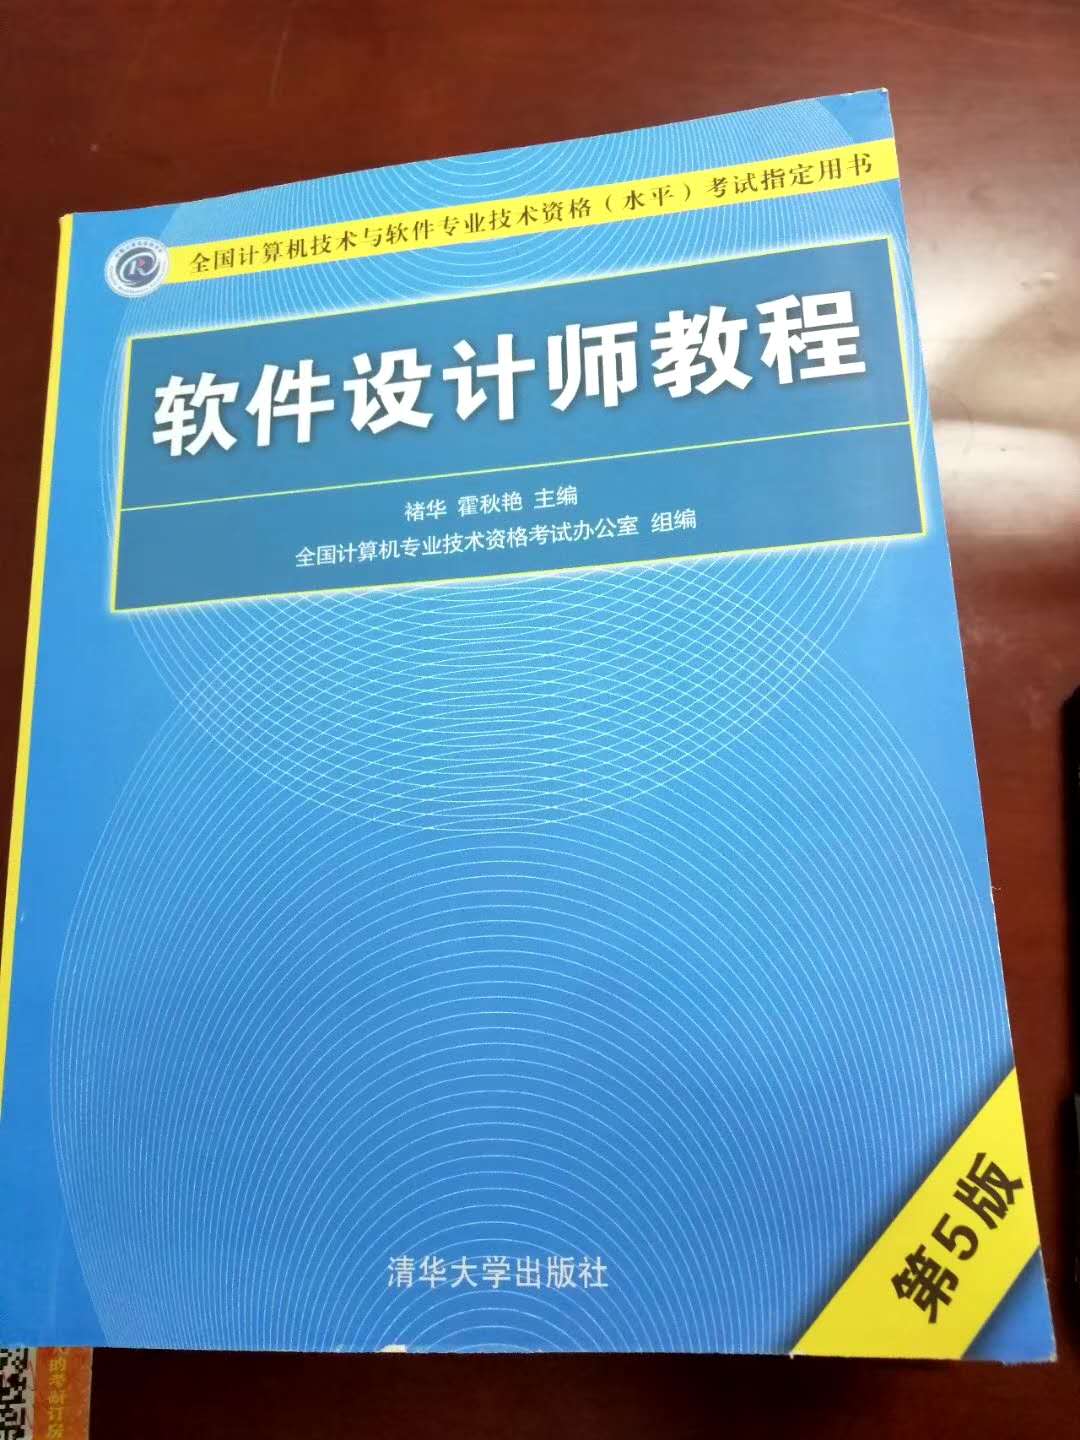 全国计算机技术与软件专业技术资格（水平）考试指定用书
软件设计师教程
褚华 霍秋艳 主编
全国计算机专业技术资格考试办公室 组编
清华大学出版社
第5版